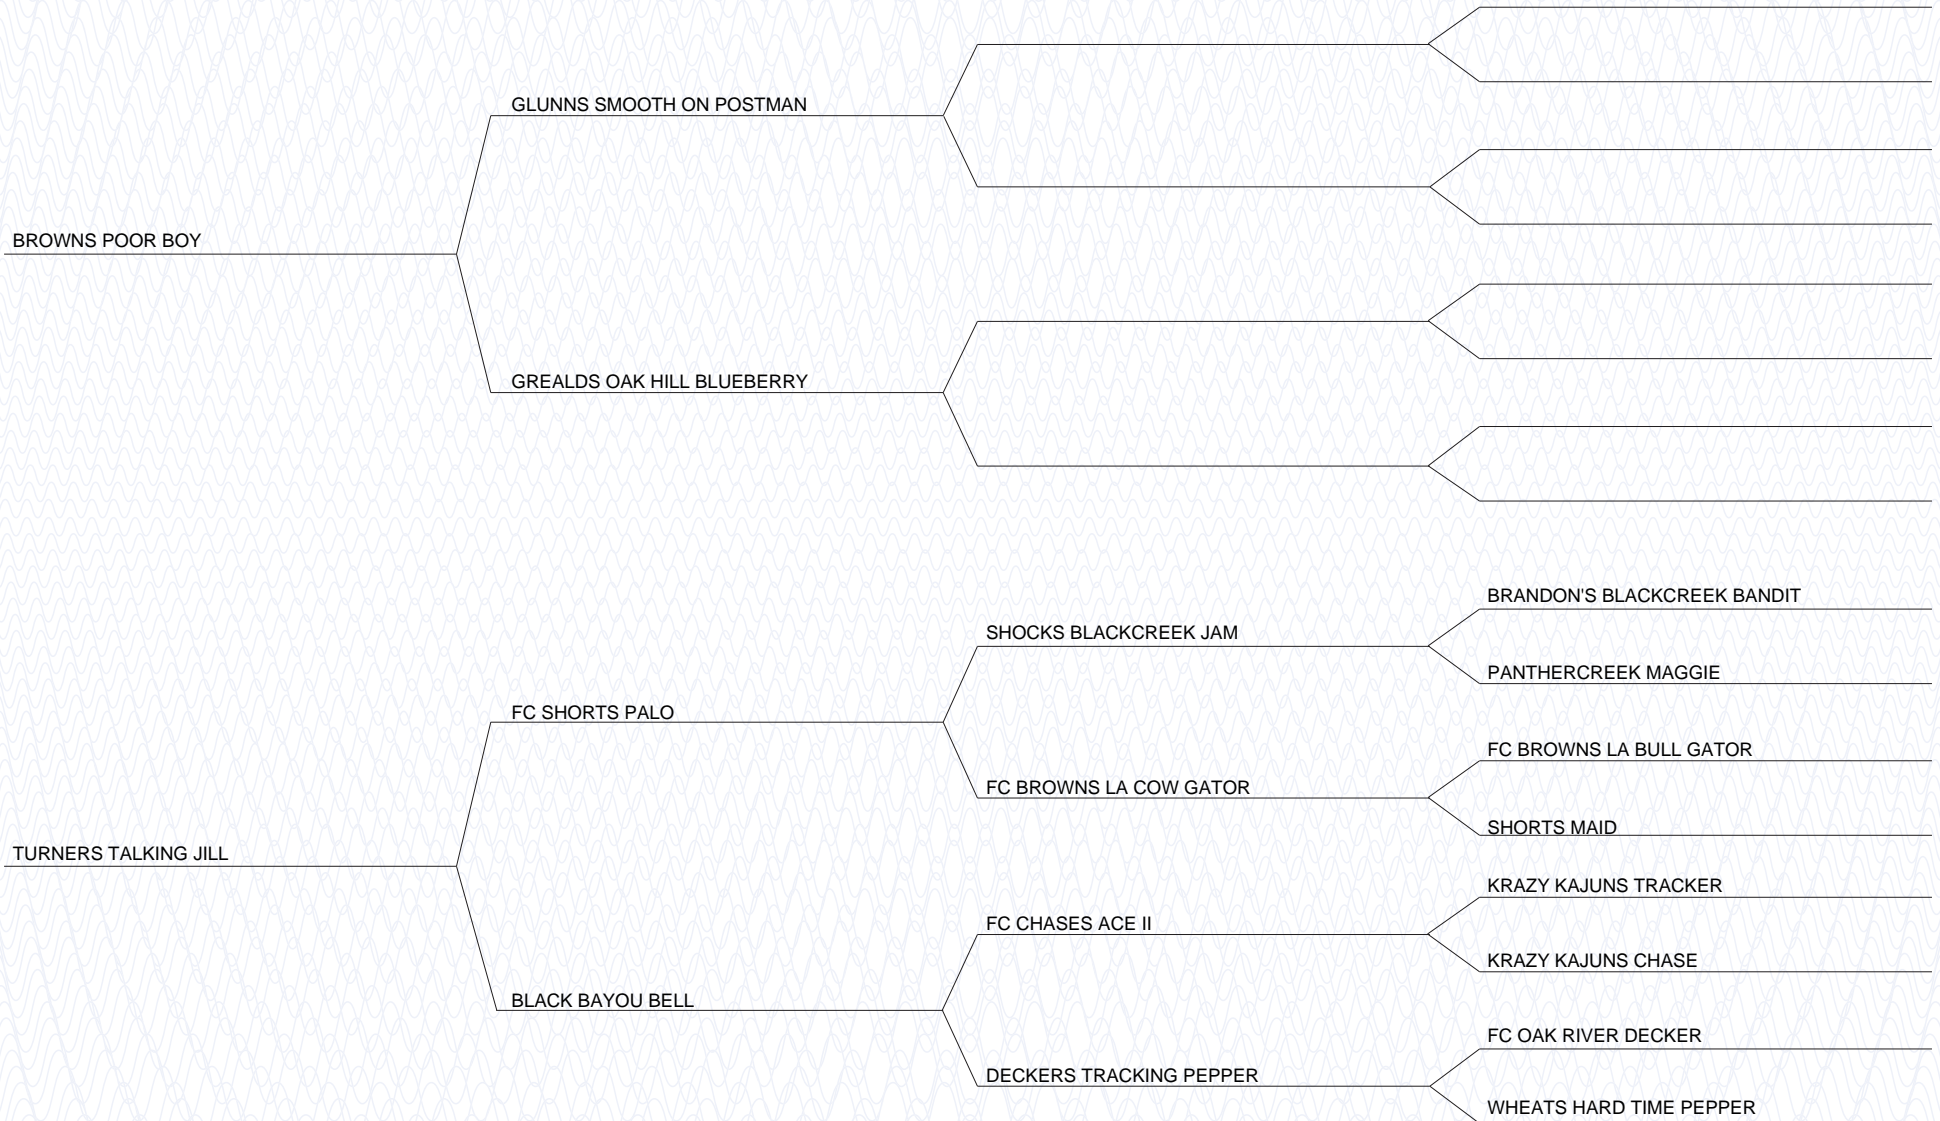 GLUNNS SMOOTH ON POSTMAN
BROWNS POOR BOY
GREALDS OAK HILL BLUEBERRY
BRANDON'S BLACKCREEK BANDIT
SHOCKS BLACKCREEK JAM
PANTHERCREEK MAGGIE
FC SHORTS PALO
FC BROWNS LA BULL GATOR
FC BROWNS LA COW GATOR
SHORTS MAID
TURNERS TALKING JILL
KRAZY KAJUNS TRACKER
FC CHASES ACE II
KRAZY KAJUNS CHASE
BLACK BAYOU BELL
FC OAK RIVER DECKER
DECKERS TRACKING PEPPER
WHEATS HARD TIME PEPPER